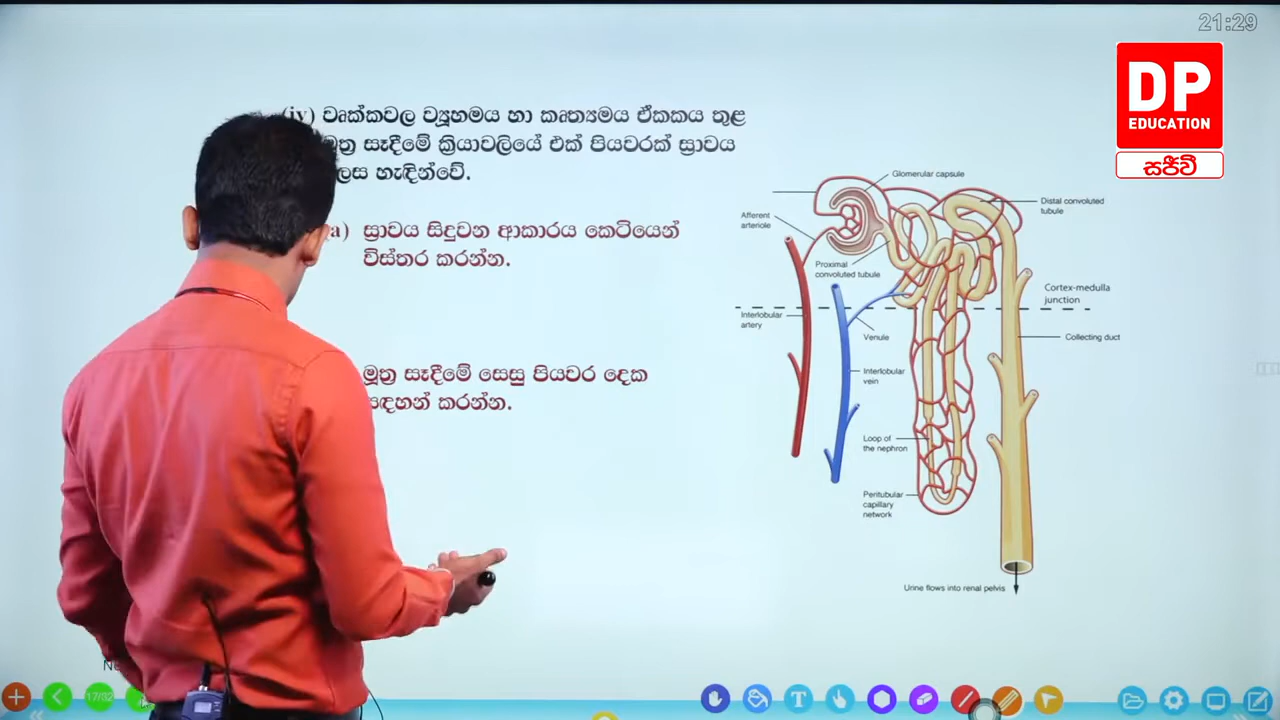 21:29
DP
EDUCATION
සජීවී
(iv) වෘක්කවල ව්‍යූහමය හා කෘත්‍යමය ඒකකය තුළ
මූත්‍ර සෑදීමේ ක්‍රියාවලියේ එක් පියවරක් ස්‍රාවය
ලෙස හැඳින්වේ.
a) ස්‍රාවය සිදුවන ආකාරය කෙටියෙන්
විස්තර කරන්න.
මූත්‍ර සෑදීමේ සෙසු පියවර දෙක
සඳහන් කරන්න.
Glomerular capsule
Distal convoluted
tubule
Afferent
arteriole
Proximal
convoluted tubule
Cortex-medulla
junction
Interlobular
artery
Venule
Collecting duct
Interlobular
vein
Loop of
the nephron
Peritubular
capillary
network
Urine flows into renal pelvis
17/32